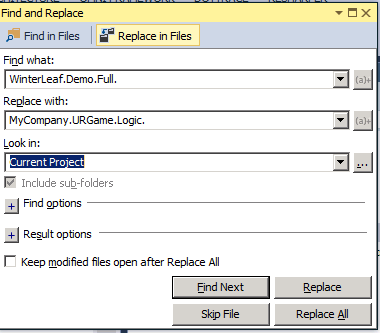 Find and Replace
Find in Files Replace in Files
Find what:
WinterLeaf.Demo.Full.
(a)+
Replace with:
MyCompany.URGame.Logic.
(a)+
Look in:
Current Project
...
Include sub-folders
+ Find options
+ Result options
Keep modified files open after Replace All
Find Next Replace
Skip File Replace All